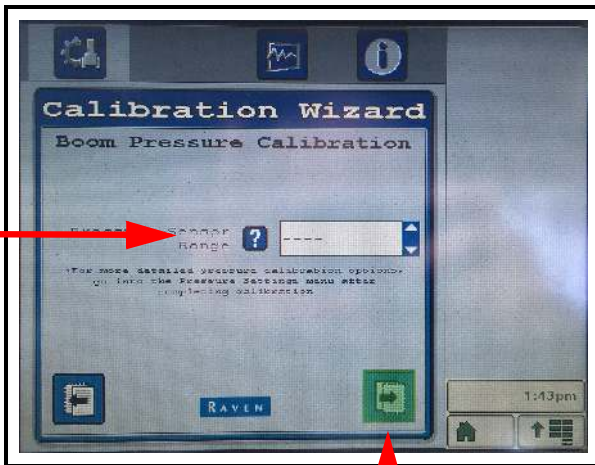 Calibration Wizard
Boom Pressure Calibration
Sensor
Range
?
----
*For more detailed pressure calibration options,
go into the Pressure Settings menu after
completing calibration
RAVEN
1:43pm